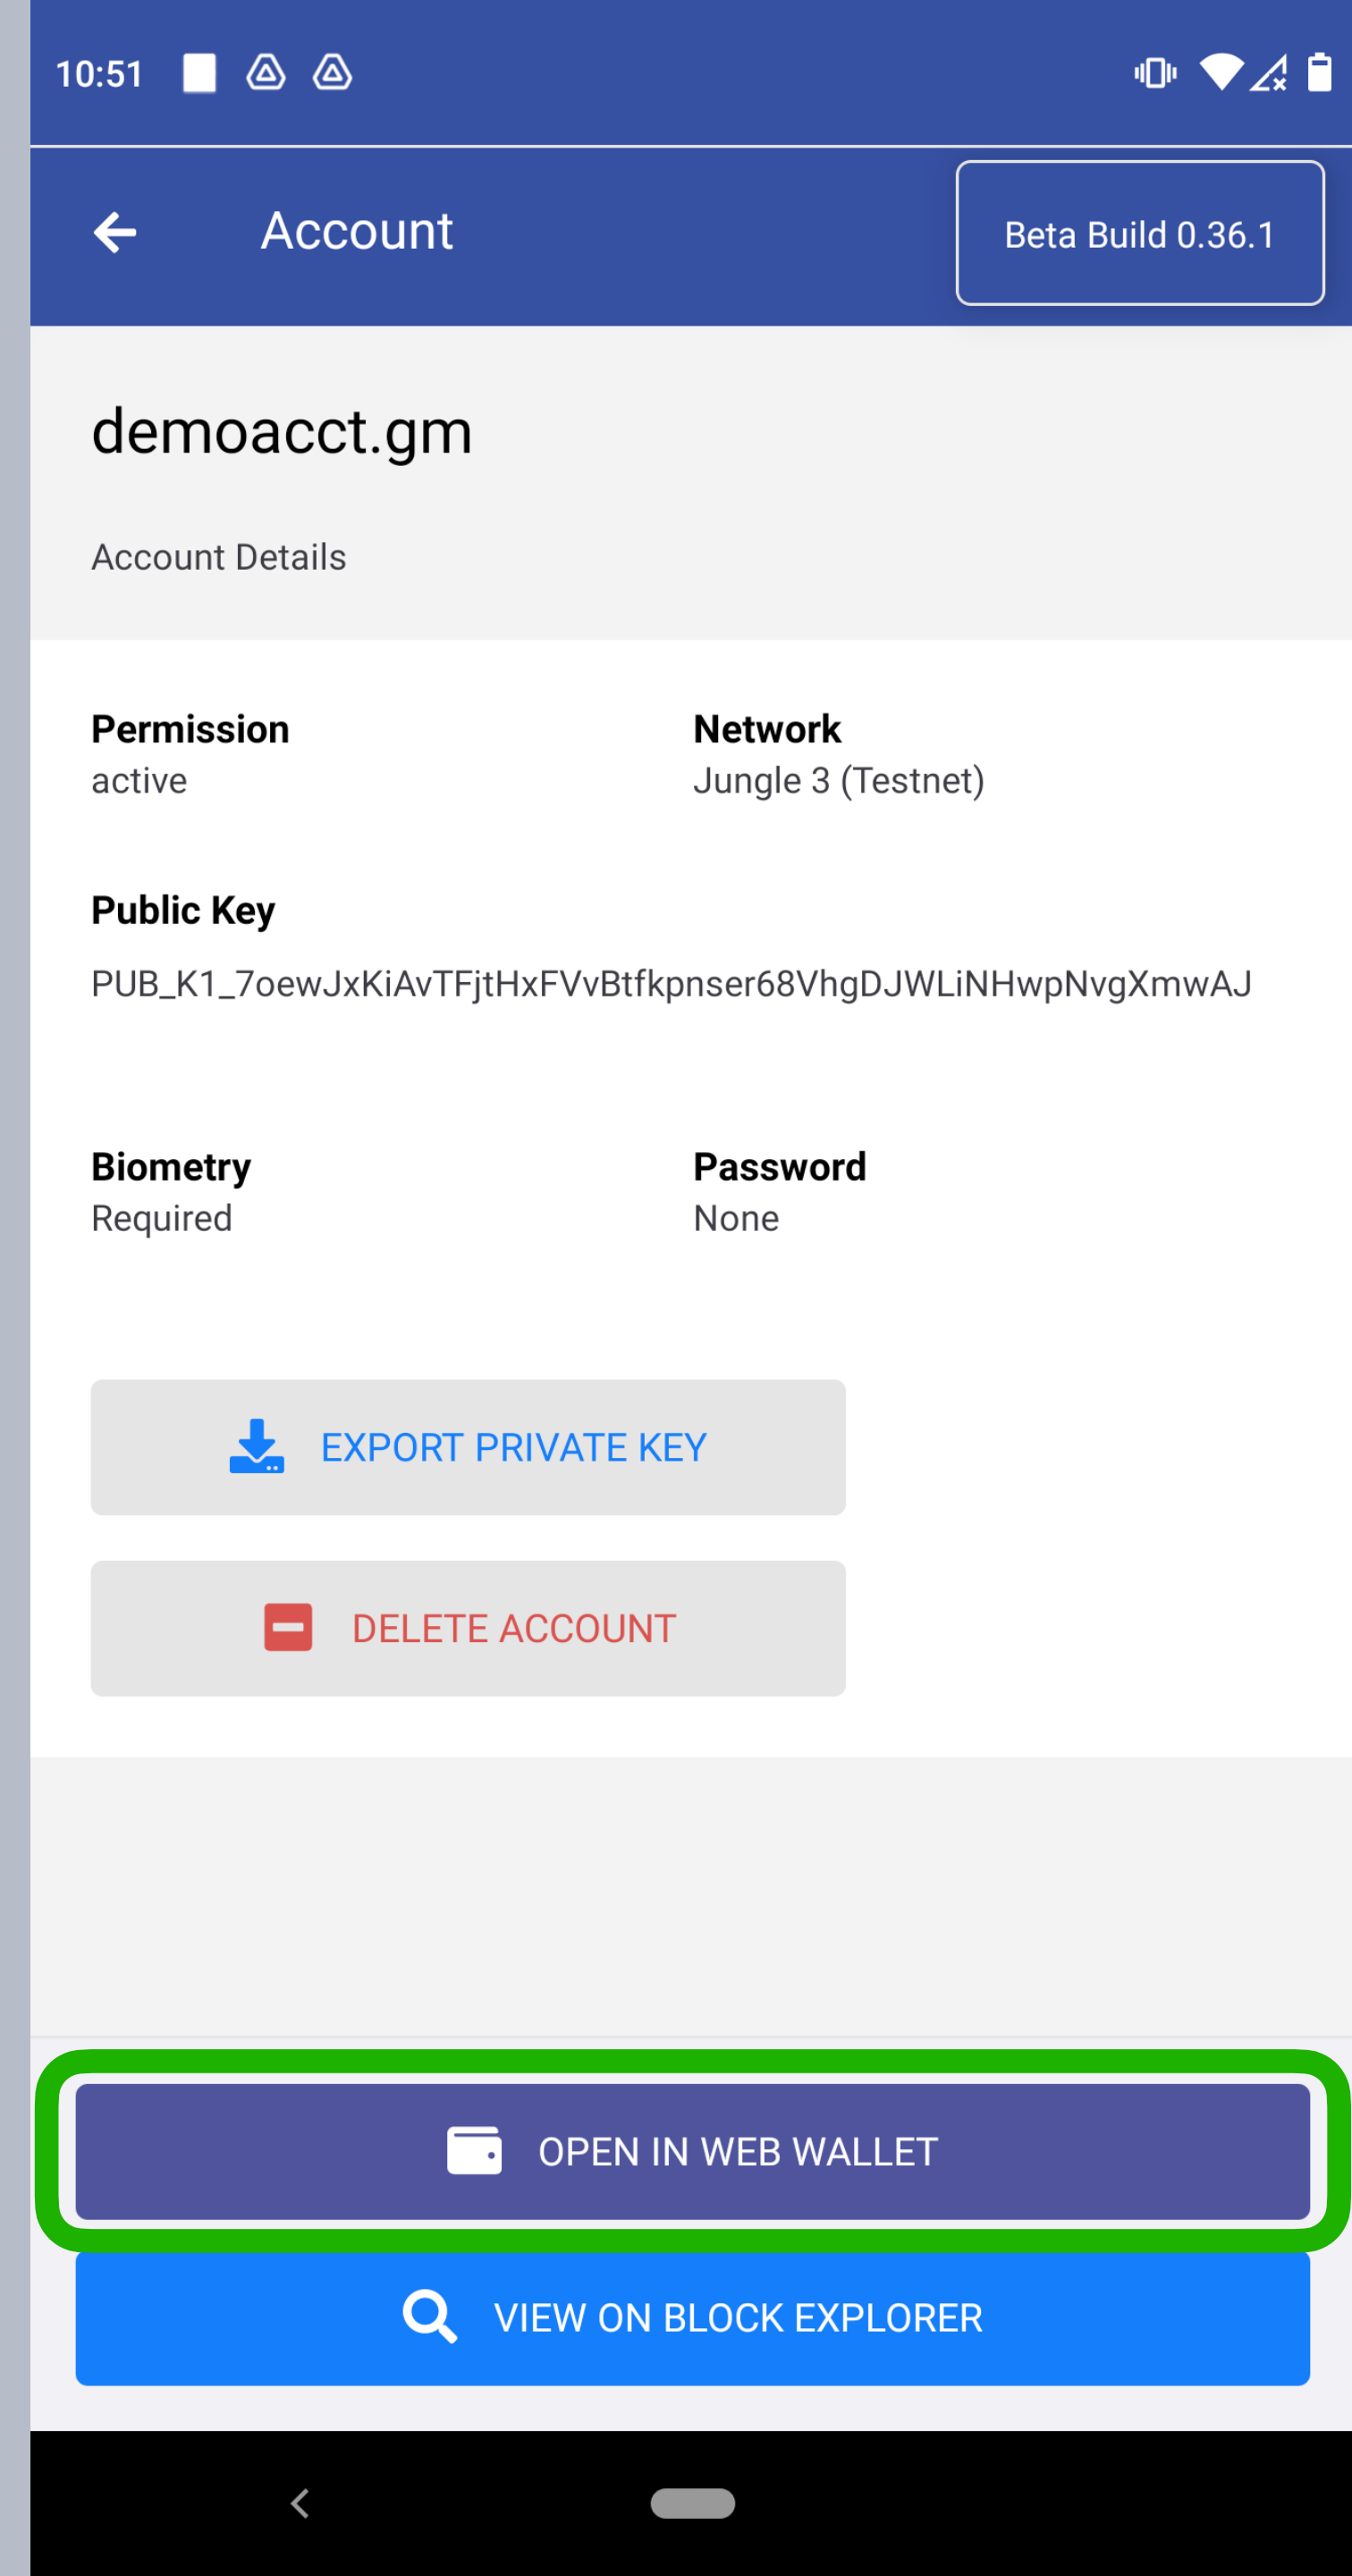 10:51
Account
Beta Build 0.36.1
demoacct.gm
Account Details
Permission
active
Network
Jungle 3 (Testnet)
Public Key
PUB_K1_7oewJxKiAvTFjtHxFVvBtfkpnser68VhgDJWLiNHwpNvgXmwAJ
Biometry
Required
Password
None
EXPORT PRIVATE KEY
DELETE ACCOUNT
OPEN IN WEB WALLET
VIEW ON BLOCK EXPLORER